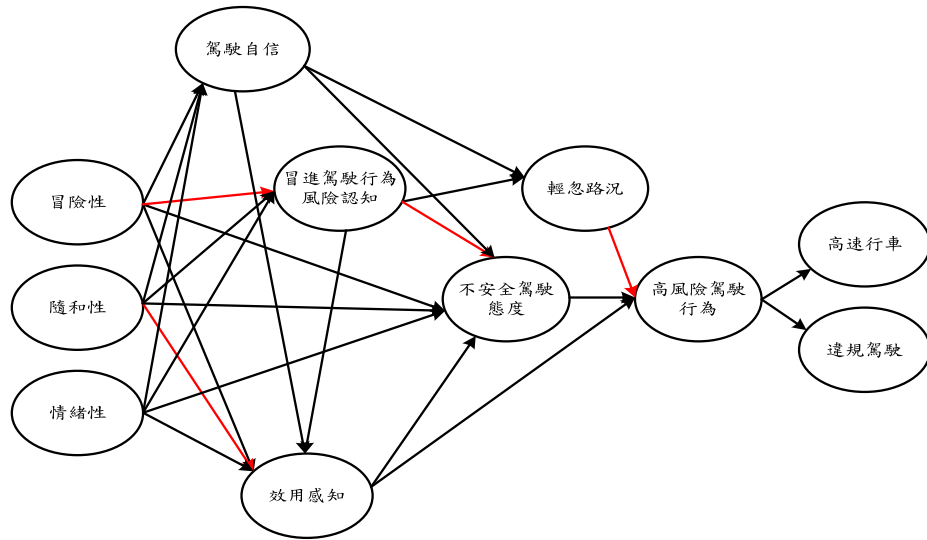 駕駛自信
冒險性
冒進駕駛行為
風險認知
輕忽路況
高速行車
隨和性
不安全駕駛
態度
高風險駕駛
行為
違規駕駛
情緒性
效用感知